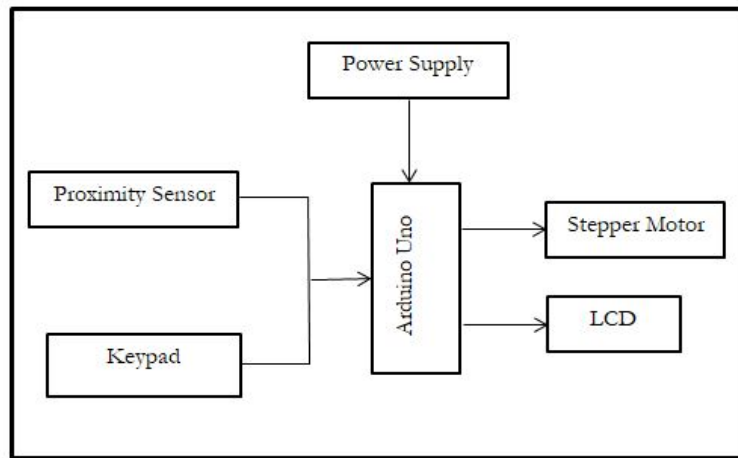 Power Supply
Proximity Sensor
Arduino Uno
Stepper Motor
LCD
Keypad